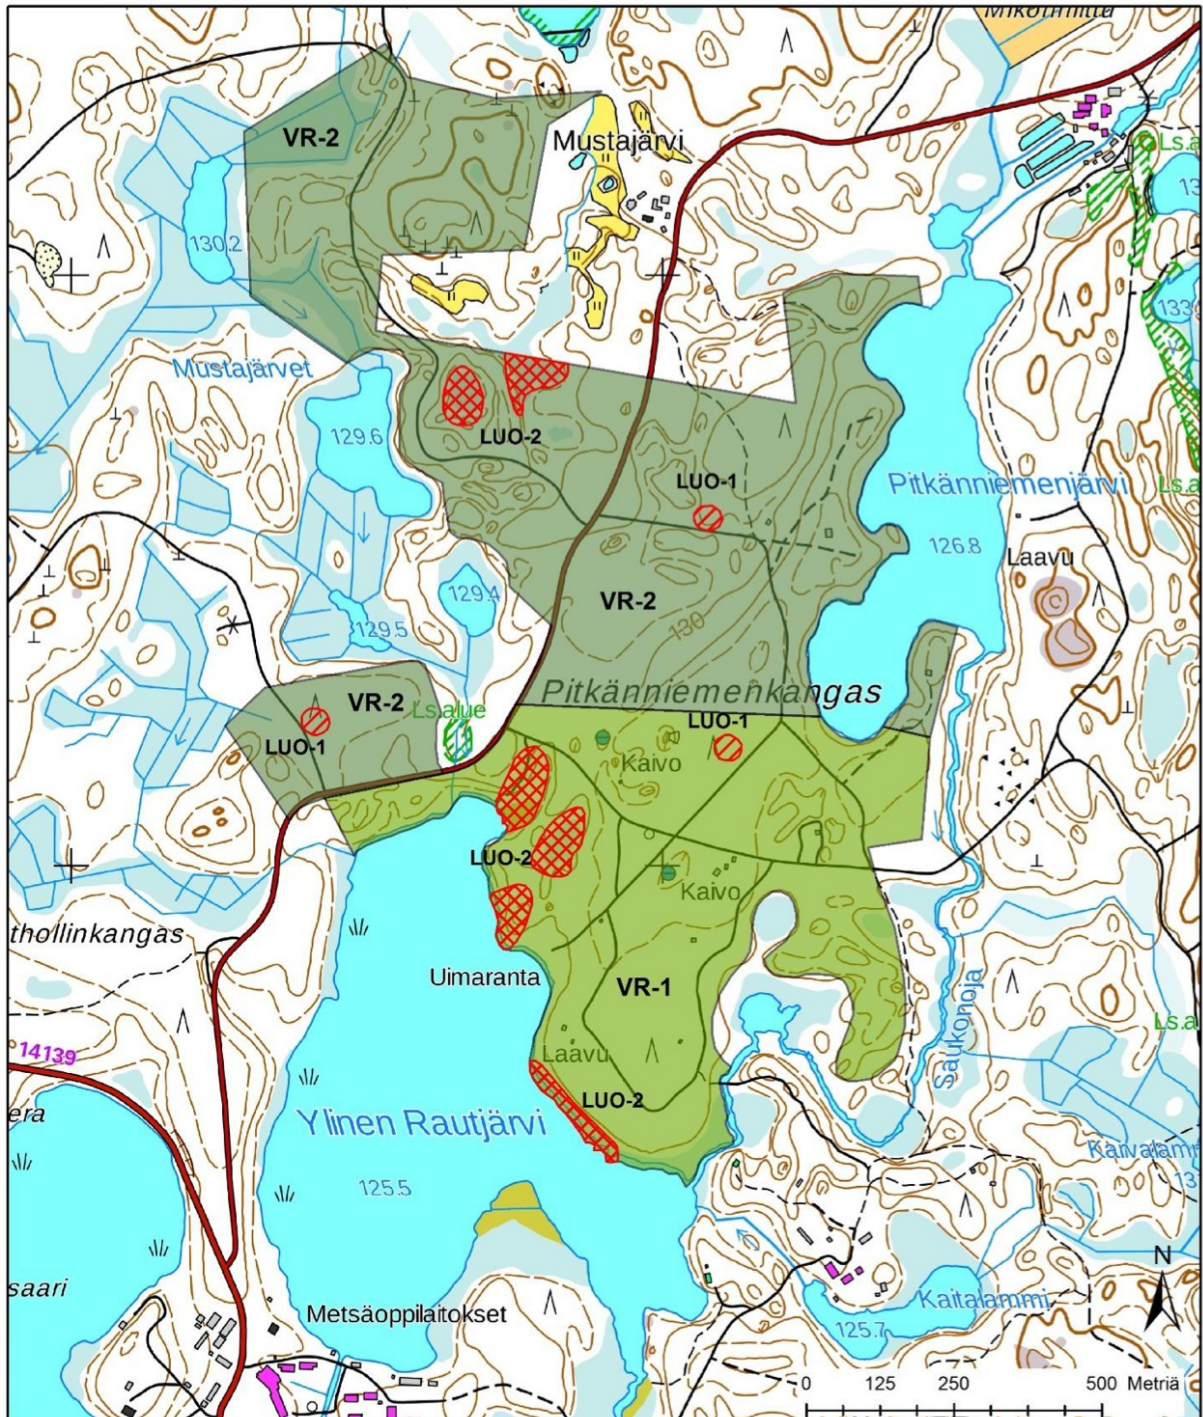 VR-2
Mustajärvi
Ls.a
130.2
133
Mustajärvet
129.6
LUO-2
LUO-1
Pitkänniemenjärvi
Ls.a
126.8
Laavu
129.4
VR-2
130
129.5
Pitkänniemenkangas
VR-2
Ls.alue
LUO-1
LUO-1
Kaivo
LUO-2
Kaivo
thollinkangas
Uimaranta
VR-1
Saukonoja
Ls.a
14139
Laavu
LUO-2
era
Ylinen Rautjärvi
Kaivalamm
13
125.5
saari
Metsäoppilaitokset
Kaitalammi
125.7
N
0 125 250 500 Metriä